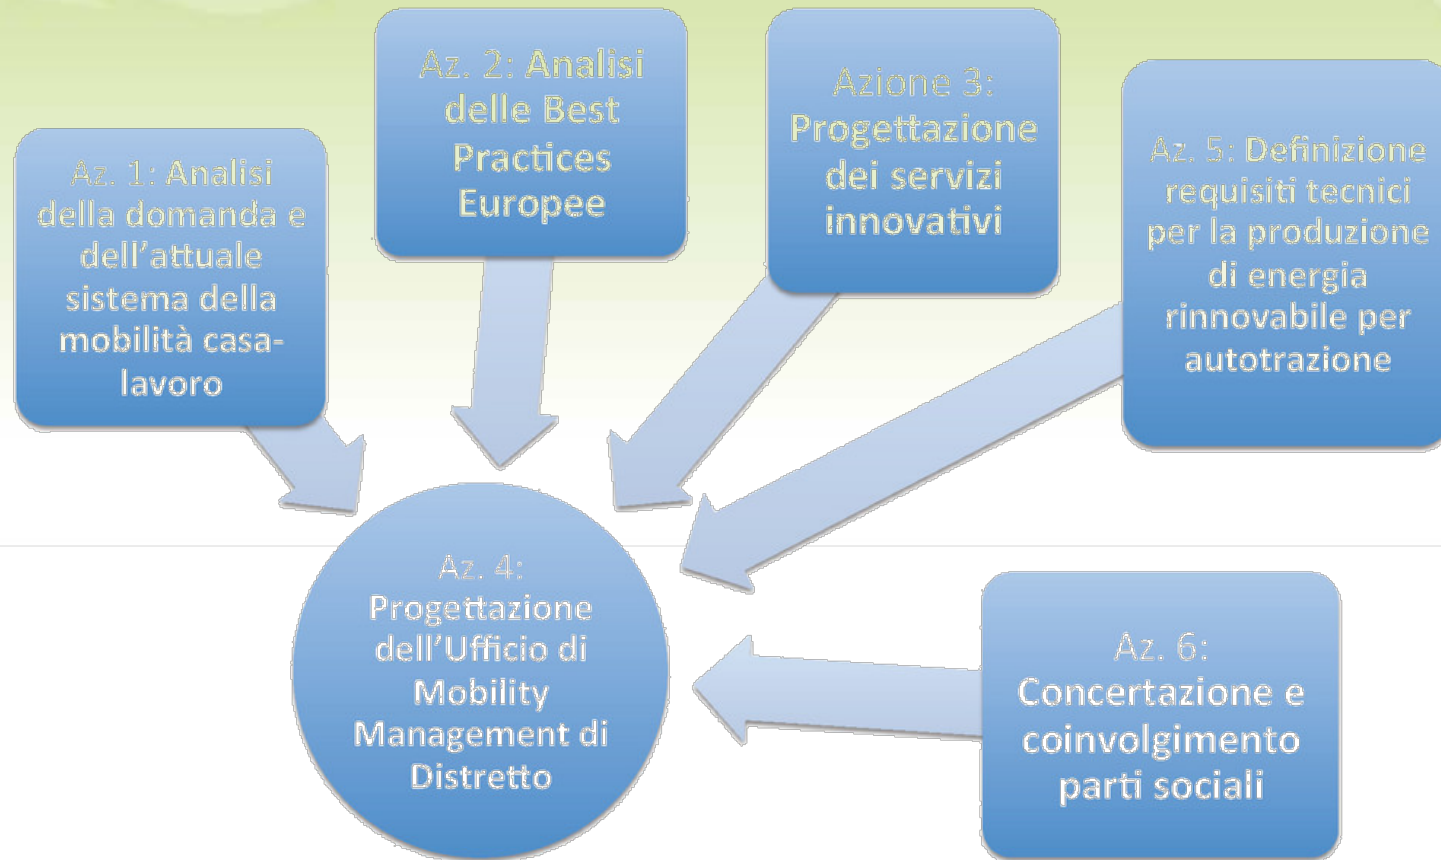 Az. 1: Analisi
della domanda e
dell’attuale
sistema della
mobilità casa-
lavoro
Az. 2: Analisi
delle Best
Practices
Europee
Azione 3:
Progettazione
dei servizi
innovativi
Az. 5: Definizione
requisiti tecnici
per la produzione
di energia
rinnovabile per
autotrazione
Az. 4:
Progettazione
dell’Ufficio di
Mobility
Management di
Distretto
Az. 6:
Concertazione e
coinvolgimento
parti sociali